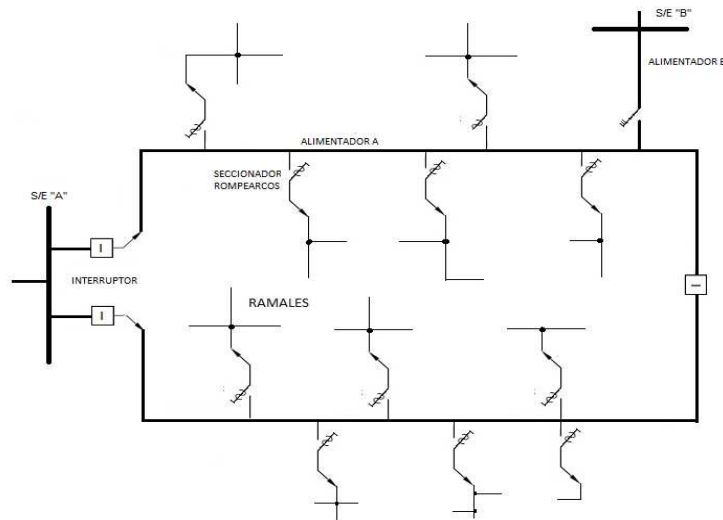 S/E "B"
ALIMENTADOR B
ALIMENTADOR A
SECCIONADOR
ROMPEARCOS
S/E "A"
I
INTERRUPTOR
I
RAMALES
I